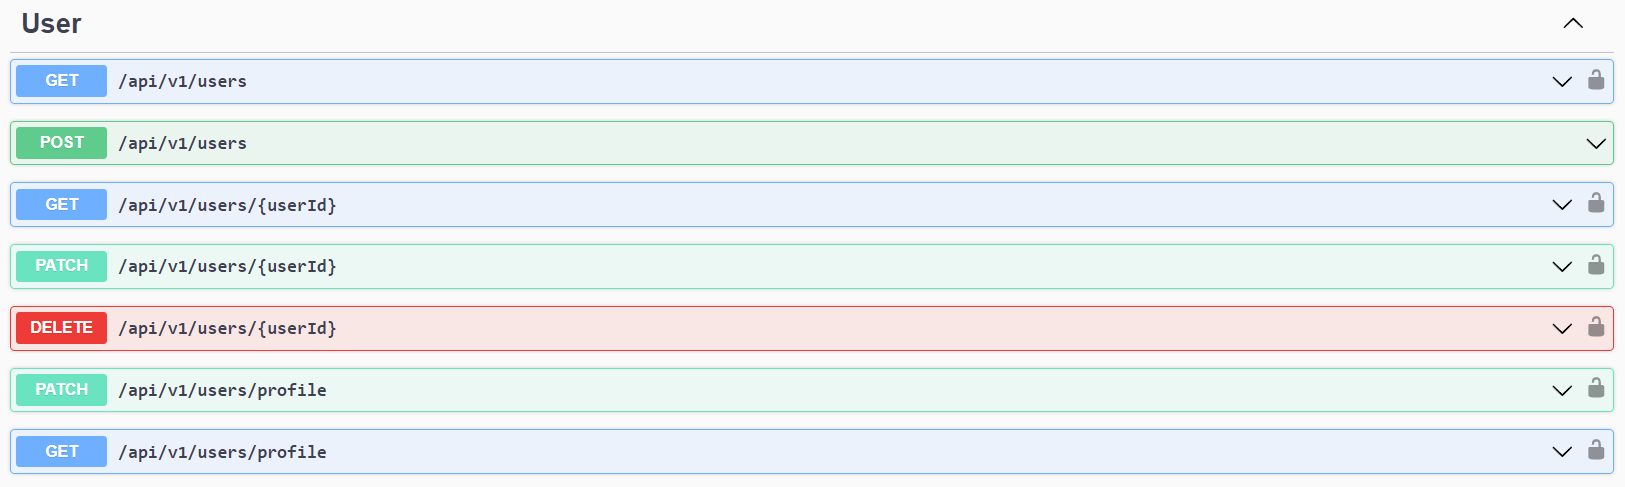 User
GET /api/v1/users
POST /api/v1/users
GET /api/v1/users/{userId}
PATCH /api/v1/users/{userId}
DELETE /api/v1/users/{userId}
PATCH /api/v1/users/profile
GET /api/v1/users/profile